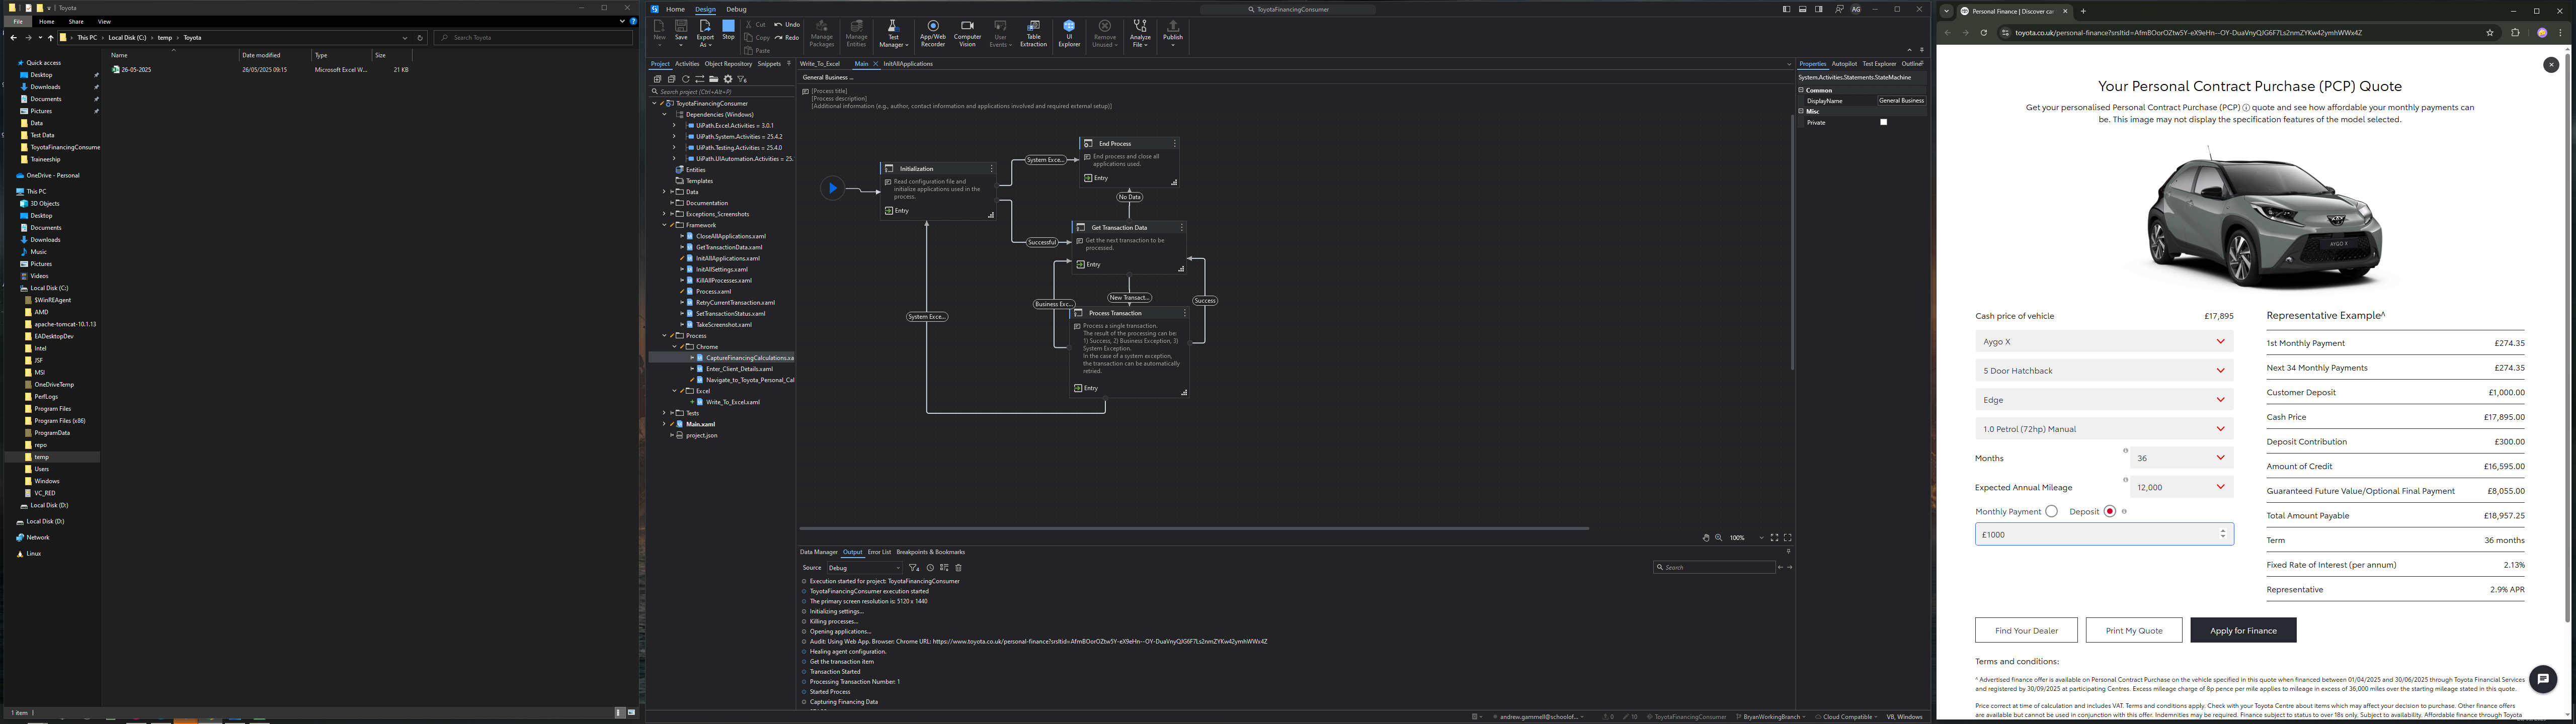 Toyota
File Home Share View
This PC Local Disk (C:) temp Toyota
Search Toyota
Name Date modified Type Size
26-05-2025 26/05/2025 09:15 Microsoft Excel W... 21 KB
Quick access
Desktop
Downloads
Documents
Pictures
Data
Test Data
ToyotaFinancingConsume
Traineeship
OneDrive - Personal
This PC
3D Objects
Desktop
Documents
Downloads
Music
Pictures
Videos
Local Disk (C:)
$WinREAgent
AMD
apache-tomcat-10.1.13
EADesktopDev
Intel
JSF
MSI
OneDriveTemp
PerfLogs
Program Files
Program Files (x86)
ProgramData
repo
temp
Users
Windows
VC_RED
Local Disk (D:)
Local Disk (D:)
Network
Linux
1 item
Home Design Debug
ToyotaFinancingConsumer
AG
New
Save
Export As
Stop
Cut
Copy
Paste
Undo
Redo
Manage Packages
Manage Entities
Test Manager
App/Web Recorder
Computer Vision
User Events
Table Extraction
UI Explorer
Remove Unused
Analyze File
Publish
Project Activities Object Repository Snippets
Search project (Ctrl+Alt+P)
ToyotaFinancingConsumer
Dependencies (Windows)
UiPath.Excel.Activities = 3.0.1
UiPath.System.Activities = 25.4.2
UiPath.Testing.Activities = 25.4.0
UiPath.UIAutomation.Activities = 25.
Entities
Templates
Data
Documentation
Exceptions_Screenshots
Framework
CloseAllApplications.xaml
GetTransactionData.xaml
InitAllApplications.xaml
InitAllSettings.xaml
KillAllProcesses.xaml
Process.xaml
RetryCurrentTransaction.xaml
SetTransactionStatus.xaml
TakeScreenshot.xaml
Process
Chrome
CaptureFinancingCalculations.xa
Enter_Client_Details.xaml
Navigate_to_Toyota_Personal_Cal
Excel
Write_To_Excel.xaml
Tests
Main.xaml
project.json
Write_To_Excel Main InitAllApplications
General Business ...
[Process title]
[Process description]
[Additional information (e.g., author, contact information and applications involved and required external setup)]
Initialization
Read configuration file and
initialize applications used in the
process.
Entry
System Exce...
Successful
End Process
End process and close all
applications used.
Entry
No Data
Get Transaction Data
Get the next transaction to be
processed.
Entry
New Transact...
Business Exc...
Success
System Exce...
Process Transaction
Process a single transaction.
The result of the processing can be:
1) Success, 2) Business Exception, 3)
System Exception.
In the case of a system exception,
the transaction can be automatically
retried.
Entry
100%
Data Manager Output Error List Breakpoints & Bookmarks
Source Debug
Search
Execution started for project: ToyotaFinancingConsumer
ToyotaFinancingConsumer execution started
The primary screen resolution is: 5120 x 1440
Initializing settings...
Killing processes...
Opening applications...
Audit: Using Web App. Browser: Chrome URL: https://www.toyota.co.uk/personal-finance?srsltid=AfmBOorOZtw5Y-eX9eHn--OY-DuaVnyQJG6F7Ls2nmZYKw42ymhWWx4Z
Healing agent configuration.
Get the transaction item
Transaction Started
Processing Transaction Number: 1
Started Process
Capturing Financing Data
Properties Autopilot Test Explorer Outline
System.Activities.Statements.StateMachine
Common
DisplayName General Business
Misc
Private
0 10 andrew.gammell@schoolof... ToyotaFinancingConsumer BryanWorkingBranch Cloud Compatible VB, Windows
Personal Finance | Discover cu
toyota.co.uk/personal-finance?srsltid=AfmBOorOZtw5Y-eX9eHn--OY-DuaVnyQJG6F7Ls2nmZYKw42ymhWWx4Z
Your Personal Contract Purchase (PCP) Quote
Get your personalised Personal Contract Purchase (PCP) quote and see how affordable your monthly payments can
be. This image may not display the specification features of the model selected.
AYGO X
Cash price of vehicle £17,895
Aygo X
5 Door Hatchback
Edge
1.0 Petrol (72hp) Manual
Months 36
Expected Annual Mileage 12,000
Monthly Payment Deposit
£1000
Representative Example^
1st Monthly Payment £274.35
Next 34 Monthly Payments £274.35
Customer Deposit £1,000.00
Cash Price £17,895.00
Deposit Contribution £300.00
Amount of Credit £16,595.00
Guaranteed Future Value/Optional Final Payment £8,055.00
Total Amount Payable £18,957.25
Term 36 months
Fixed Rate of Interest (per annum) 2.13%
Representative 2.9% APR
Find Your Dealer Print My Quote Apply for Finance
Terms and conditions:
^ Advertised finance offer is available on Personal Contract Purchase on the vehicle specified in this quote when financed between 01/04/2025 and 30/06/2025 through Toyota Financial Services
and registered by 30/09/2025 at participating Centres. Excess mileage charge of 8p pence per mile applies to mileage in excess of 36,000 miles over the starting mileage stated in this quote.
Price correct at time of calculation and includes VAT. Terms and conditions apply. Check with your Toyota Centre about items which may affect your decision to purchase. Other finance offers
are available but cannot be used in conjunction with this offer. Indemnities may be required. Finance subject to status to over 18s only. Subject to availability. Affordable finance through Toyota